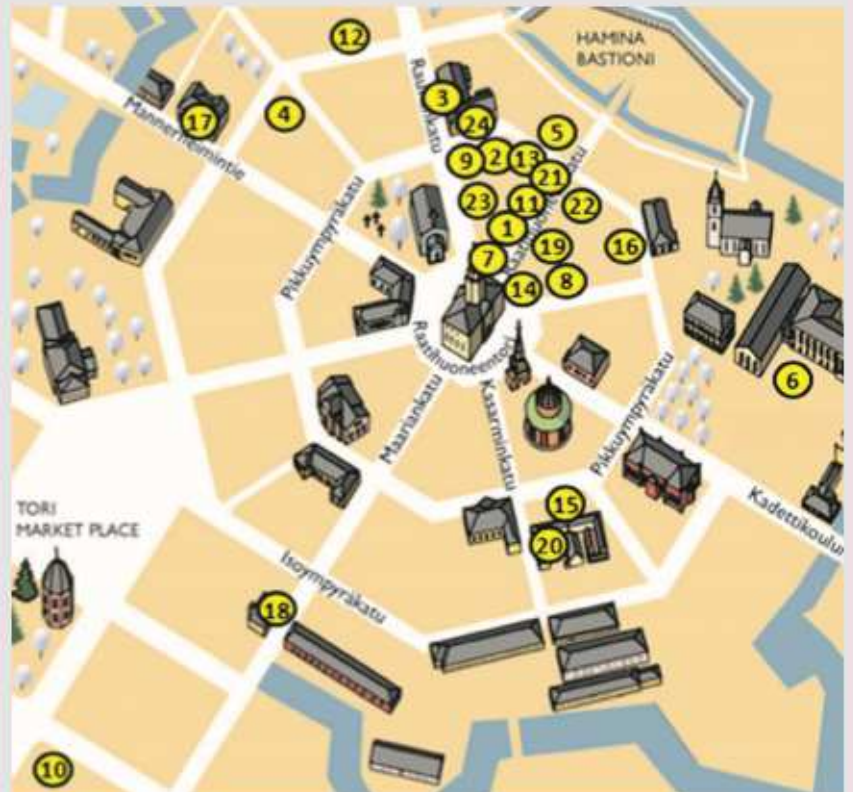 12
HAMINA
BASTIONI
3
17
4
Mannerheimintie
24
5
9
2
13
21
23
11
22
1
19
16
7
8
14
Pikkuympyräkatu
Raatihuoneentori
6
Maariankatu
Kasarminkatu
Pikkuympyräkatu
15
20
Kadettikoulu
TORI
MARKET PLACE
Isoympyräkatu
18
10